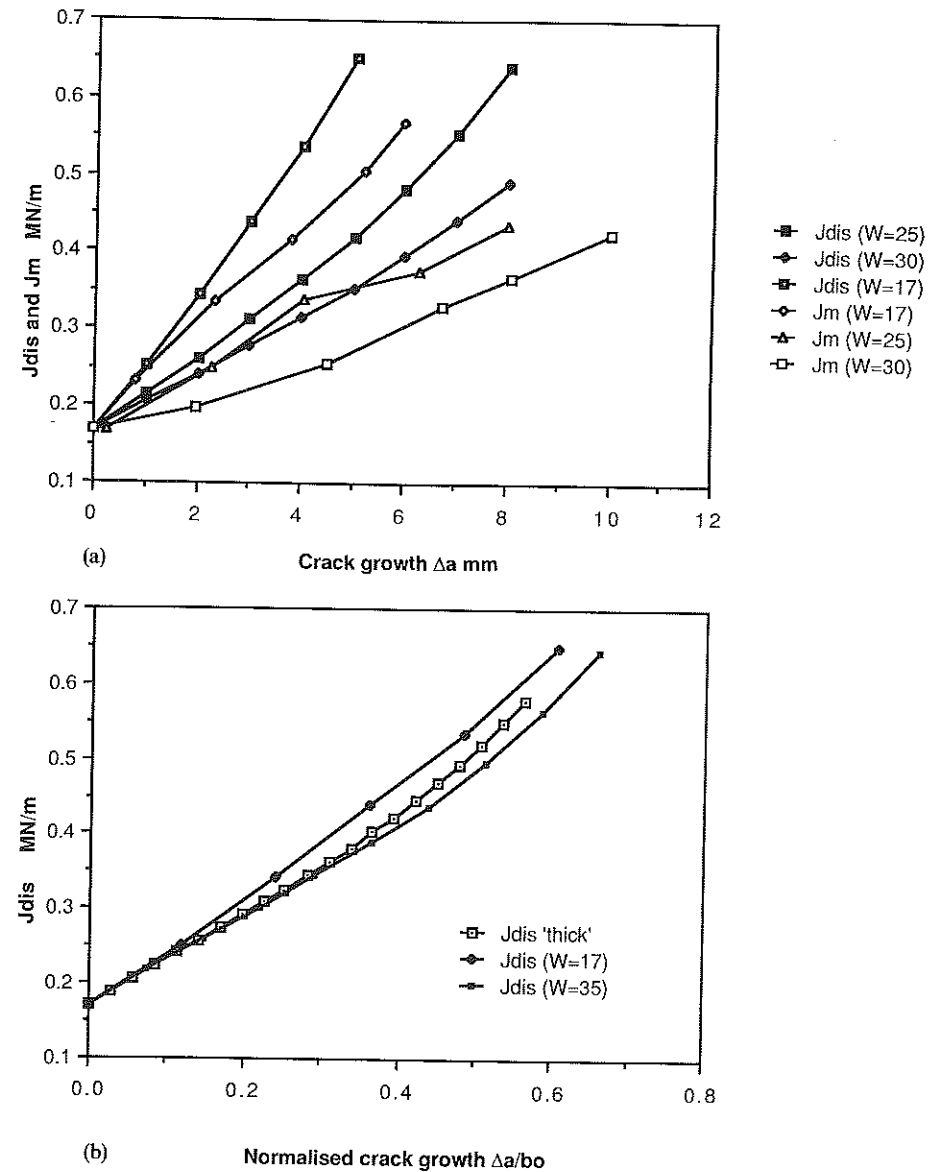 0.7
0.6
0.5
0.4
0.3
0.2
0.1
Jdis and Jm MN/m
0 2 4 6 8 10 12
(a)
Crack growth Δa mm
Jdis (W=25)
Jdis (W=30)
Jdis (W=17)
Jm (W=17)
Jm (W=25)
Jm (W=30)
0.7
0.6
0.5
0.4
0.3
0.2
0.1
Jdis MN/m
Jdis 'thick'
Jdis (W=17)
Jdis (W=35)
0.0 0.2 0.4 0.6 0.8
(b)
Normalised crack growth Δa/bo